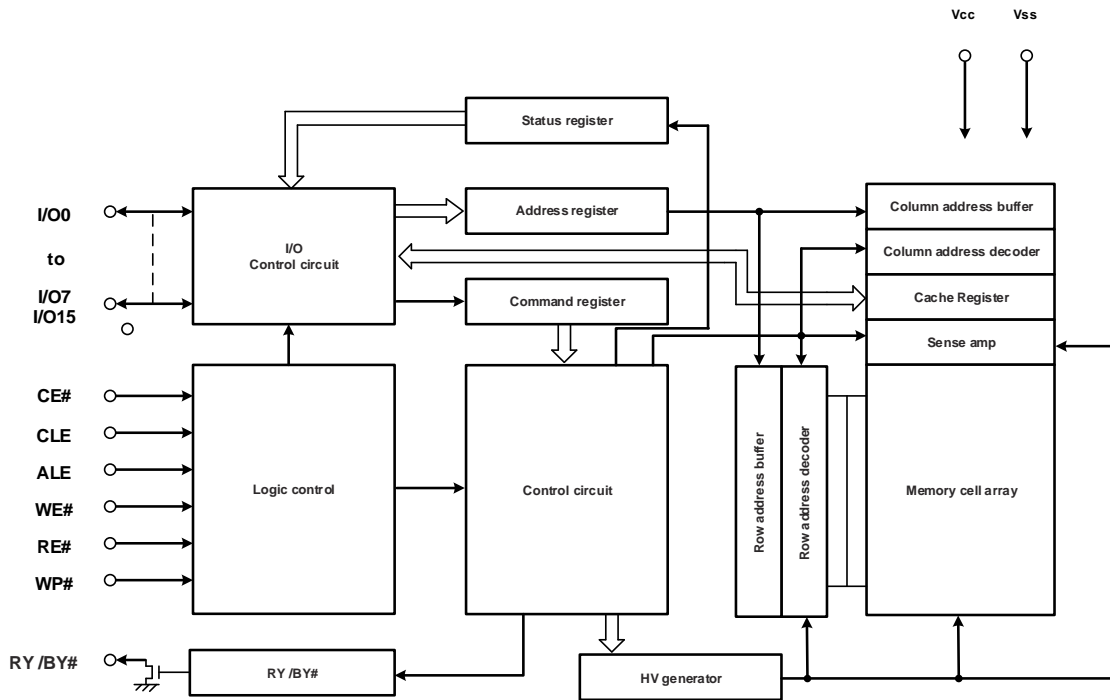 Vcc
Vss
Status register
I/O0
to
I/O7
I/O15
I/O
Control circuit
Address register
Command register
Column address buffer
Column address decoder
Cache Register
Sense amp
CE#
CLE
ALE
WE#
RE#
WP#
Logic control
Control circuit
Row address buffer
Row address decoder
Memory cell array
RY /BY#
RY /BY#
HV generator